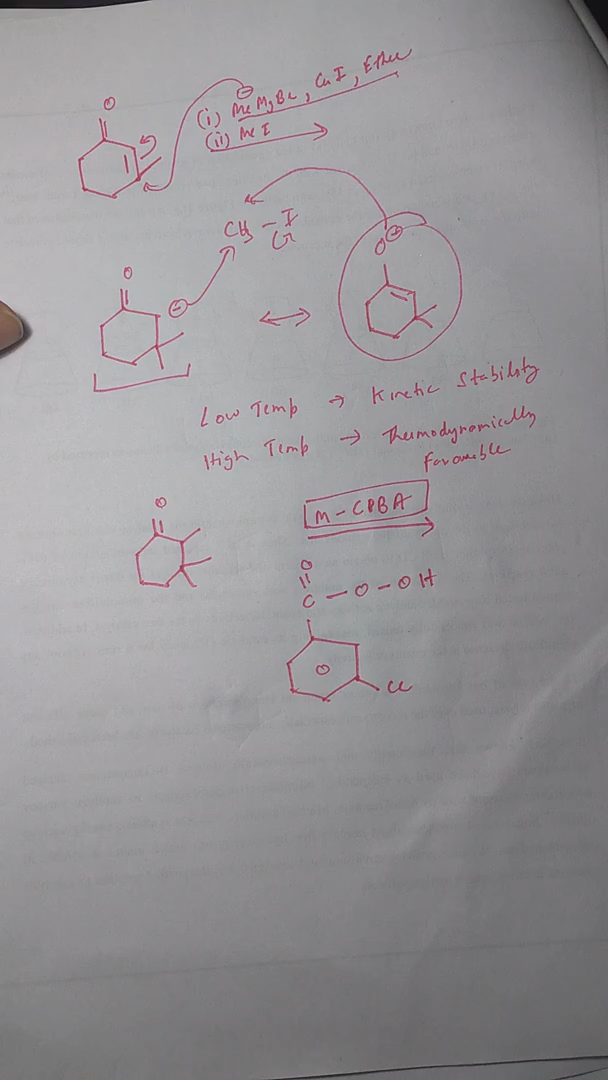 O
(i) MeMgBr, CuI, Ether
(ii) MeI
CH3 - I
O
O
Low Temp → Kinetic Stability
High Temp → Thermodynamically
favourable
O
m-CPBA
O
C - O - OH
Cl